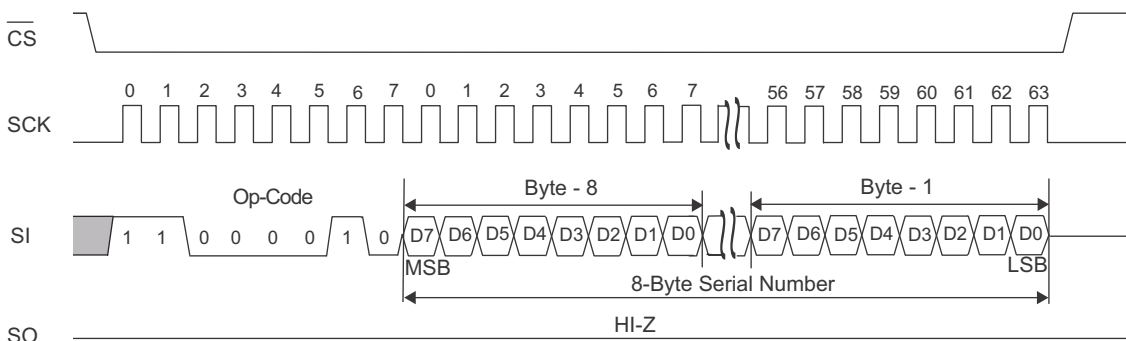 CS
0 1 2 3 4 5 6 7 0 1 2 3 4 5 6 7 56 57 58 59 60 61 62 63
SCK
Op-Code Byte - 8 Byte - 1
SI 1 1 0 0 0 0 1 0 D7 D6 D5 D4 D3 D2 D1 D0 D7 D6 D5 D4 D3 D2 D1 D0
MSB LSB
8-Byte Serial Number
HI-Z
SO